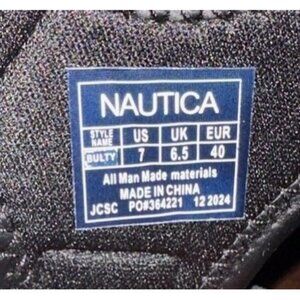 NAUTICA
STYLE NAME US UK EUR
BULTY 7 6.5 40
All Man Made materials
MADE IN CHINA
JCSC PO#364221 12 2024